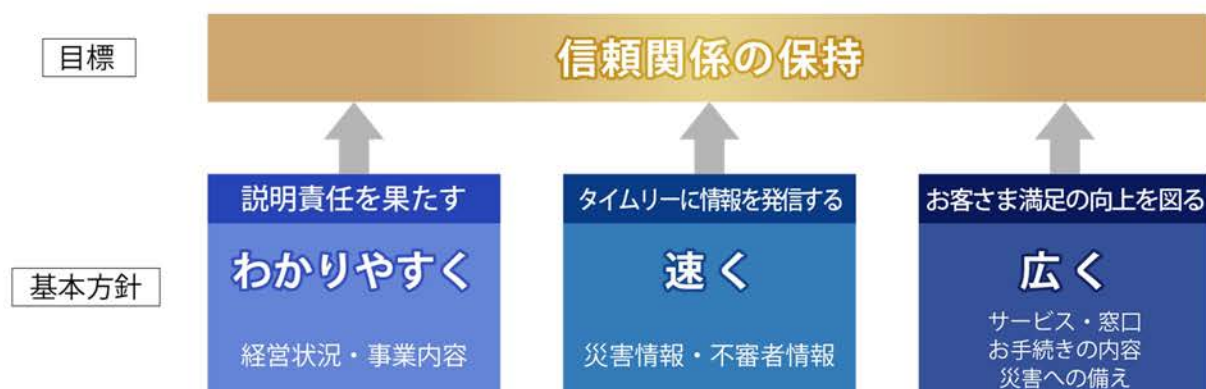 目標
信頼関係の保持
説明責任を果たす
わかりやすく
経営状況・事業内容
タイムリーに情報を発信する
速く
災害情報・不審者情報
お客さま満足の向上を図る
広く
サービス・窓口
お手続きの内容
災害への備え
基本方針